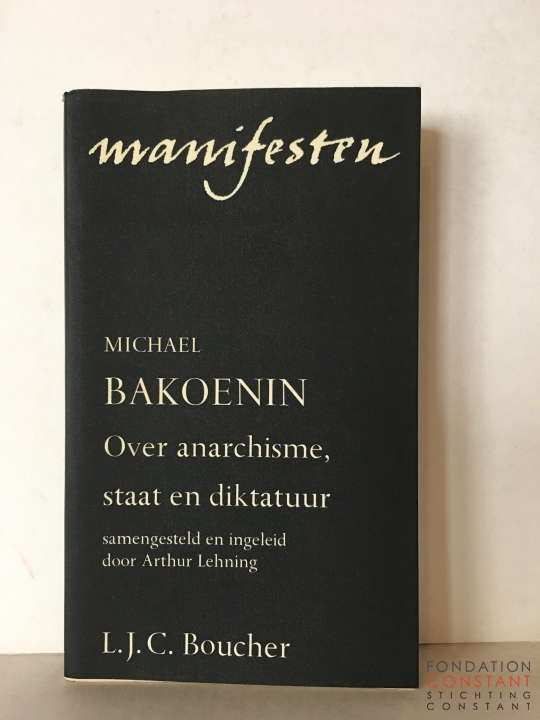 manifesten
MICHAEL
BAKOENIN
Over anarchisme,
staat en diktatuur
samengesteld en ingeleid
door Arthur Lehning
L.J.C. Boucher
FONDATION
CONSTANT
STICHTING
CONSTANT